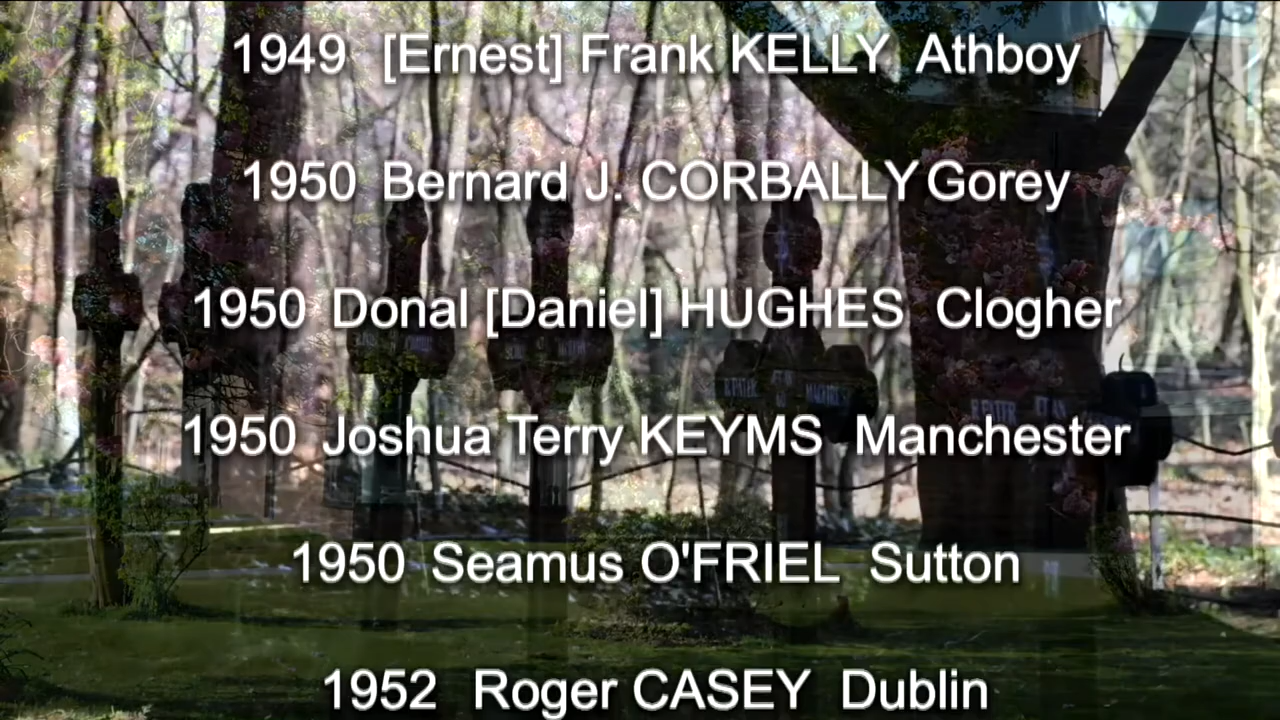 1949 [Ernest] Frank KELLY Athboy
1950 Bernard J. CORBALLY Gorey
1950 Donal [Daniel] HUGHES Clogher
1950 Joshua Terry KEYMS Manchester
1950 Seamus O'FRIEL Sutton
1952 Roger CASEY Dublin